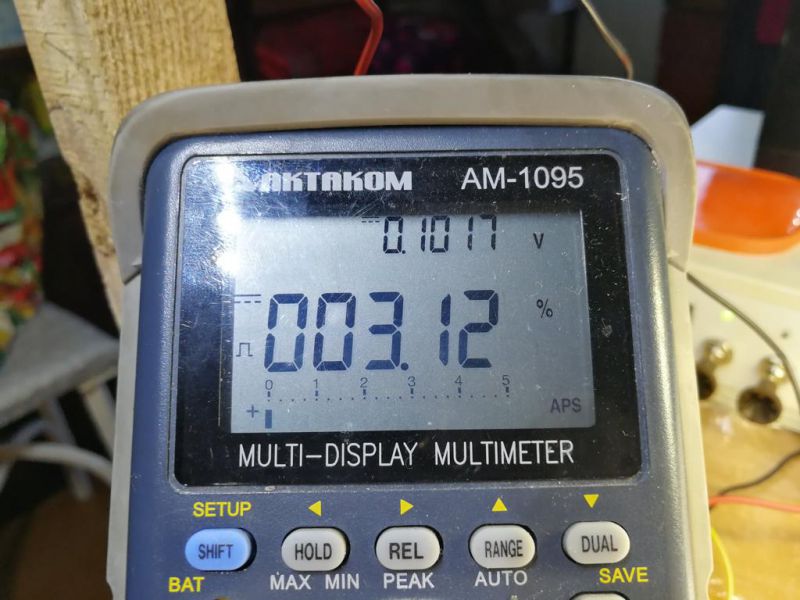 AKTAKOM AM-1095
0.1017 V
003.12 %
0 1 2 3 4 5
+ APS
MULTI-DISPLAY MULTIMETER
SETUP ◀ ▶ ▲ ▼
SHIFT HOLD REL RANGE DUAL
BAT MAX MIN PEAK AUTO SAVE